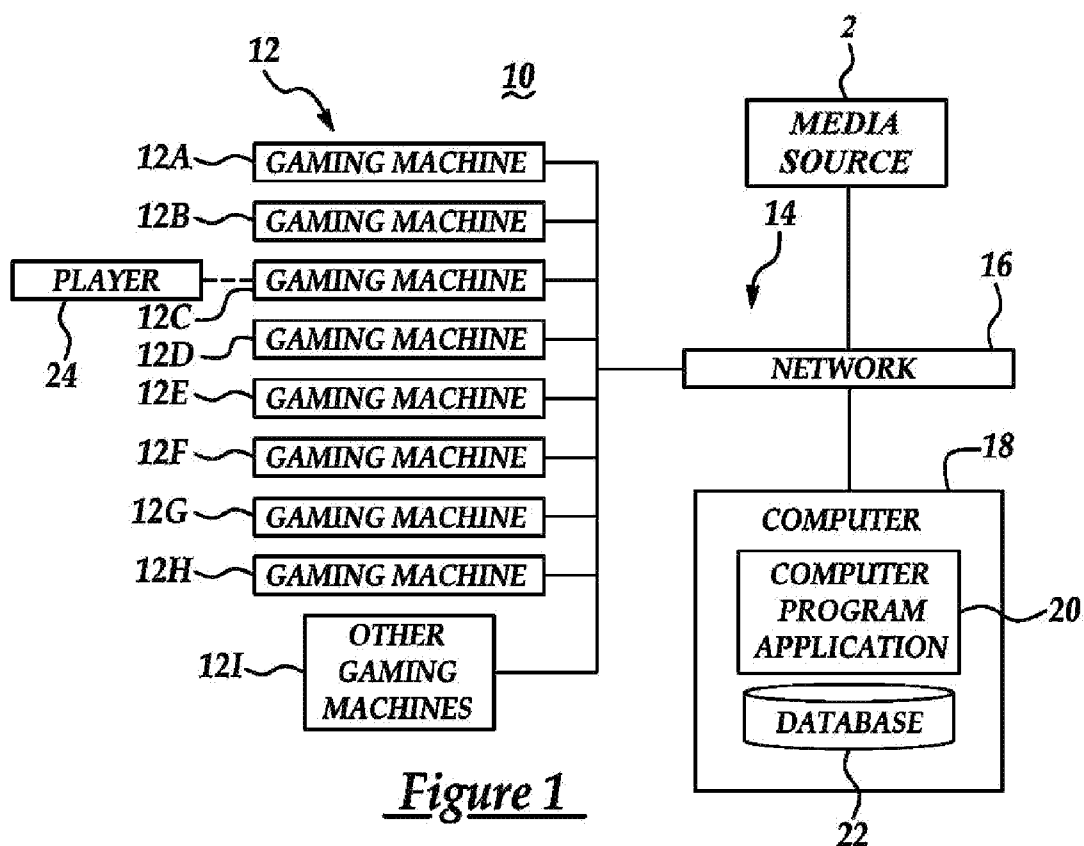 2
12
10
MEDIA
SOURCE
12A
GAMING MACHINE
12B
GAMING MACHINE
14
PLAYER
GAMING MACHINE
16
12C
24
12D
GAMING MACHINE
NETWORK
12E
GAMING MACHINE
12F
GAMING MACHINE
18
12G
GAMING MACHINE
COMPUTER
12H
GAMING MACHINE
COMPUTER
PROGRAM
APPLICATION
20
12I
OTHER
GAMING
MACHINES
DATABASE
22
Figure 1